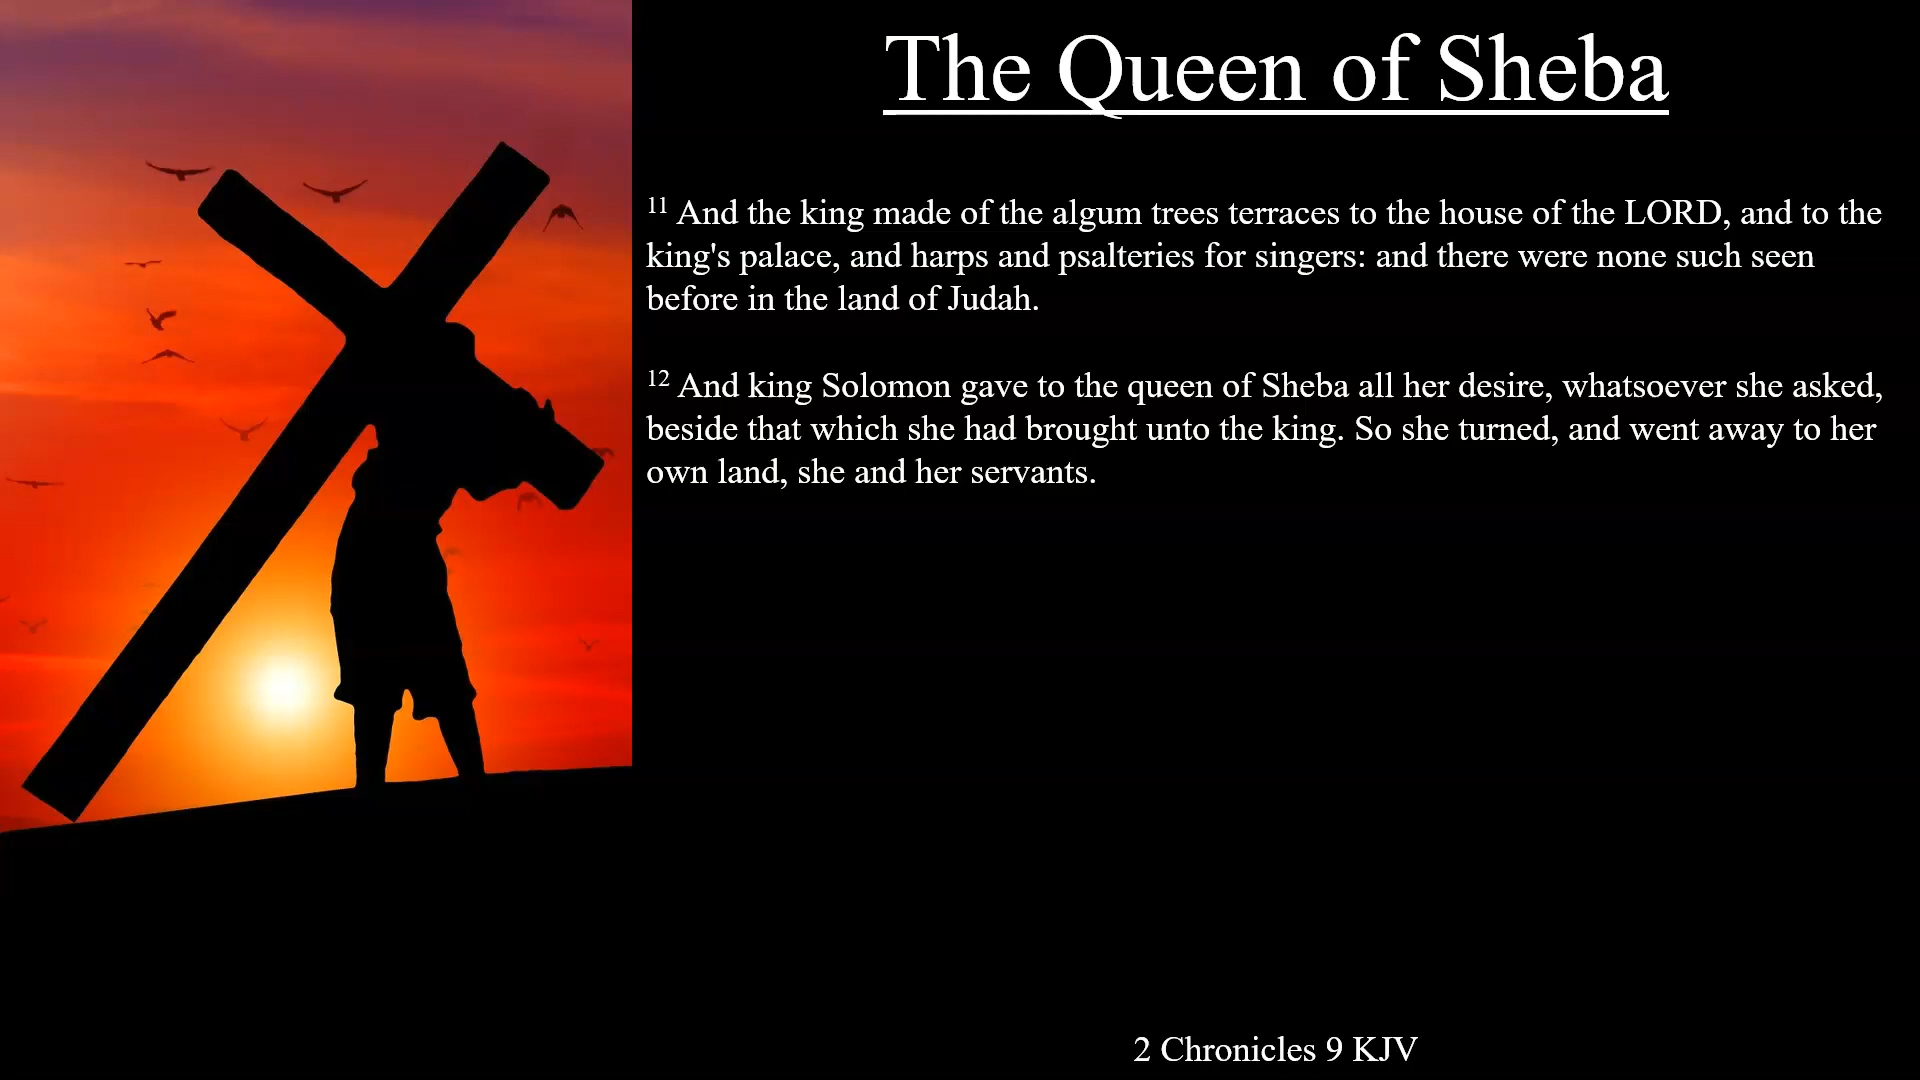 The Queen of Sheba
11 And the king made of the algum trees terraces to the house of the LORD, and to the
king's palace, and harps and psalteries for singers: and there were none such seen
before in the land of Judah.
12 And king Solomon gave to the queen of Sheba all her desire, whatsoever she asked,
beside that which she had brought unto the king. So she turned, and went away to her
own land, she and her servants.
2 Chronicles 9 KJV